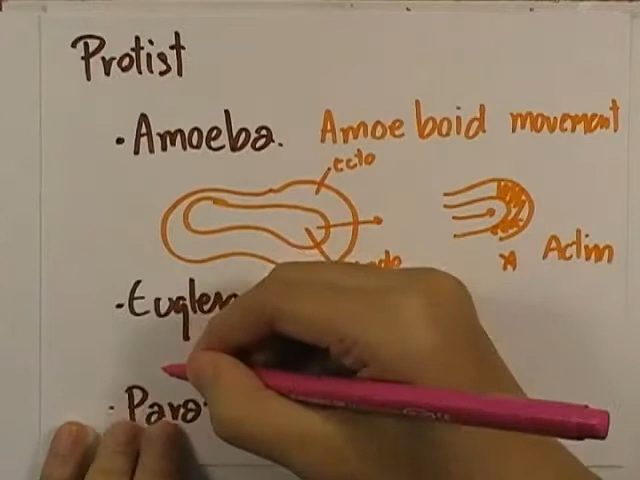 Protist
· Amoeba. Amoeboid movement
ecto
Actin
· Euglen
· Para